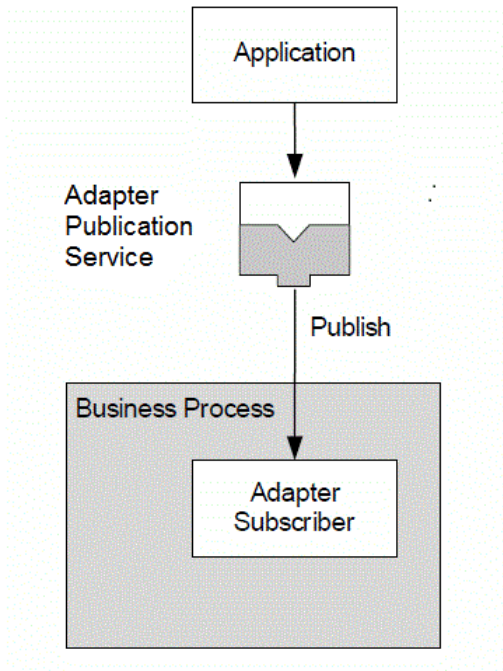 Application
Adapter
Publication
Service
Publish
Business Process
Adapter
Subscriber